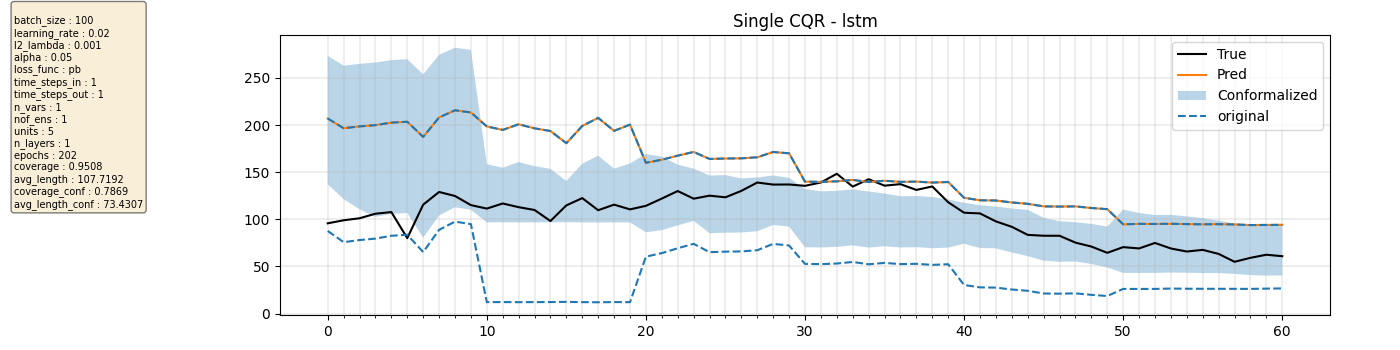 batch_size : 100
learning_rate : 0.02
l2_lambda : 0.001
alpha : 0.05
loss_func : pb
time_steps_in : 1
time_steps_out : 1
n_vars : 1
nof_ens : 1
units : 5
n_layers : 1
epochs : 202
coverage : 0.9508
avg_length : 107.7192
coverage_conf : 0.7869
avg_length_conf : 73.4307
Single CQR - lstm
True
Pred
Conformalized
original
250
200
150
100
50
0
0 10 20 30 40 50 60